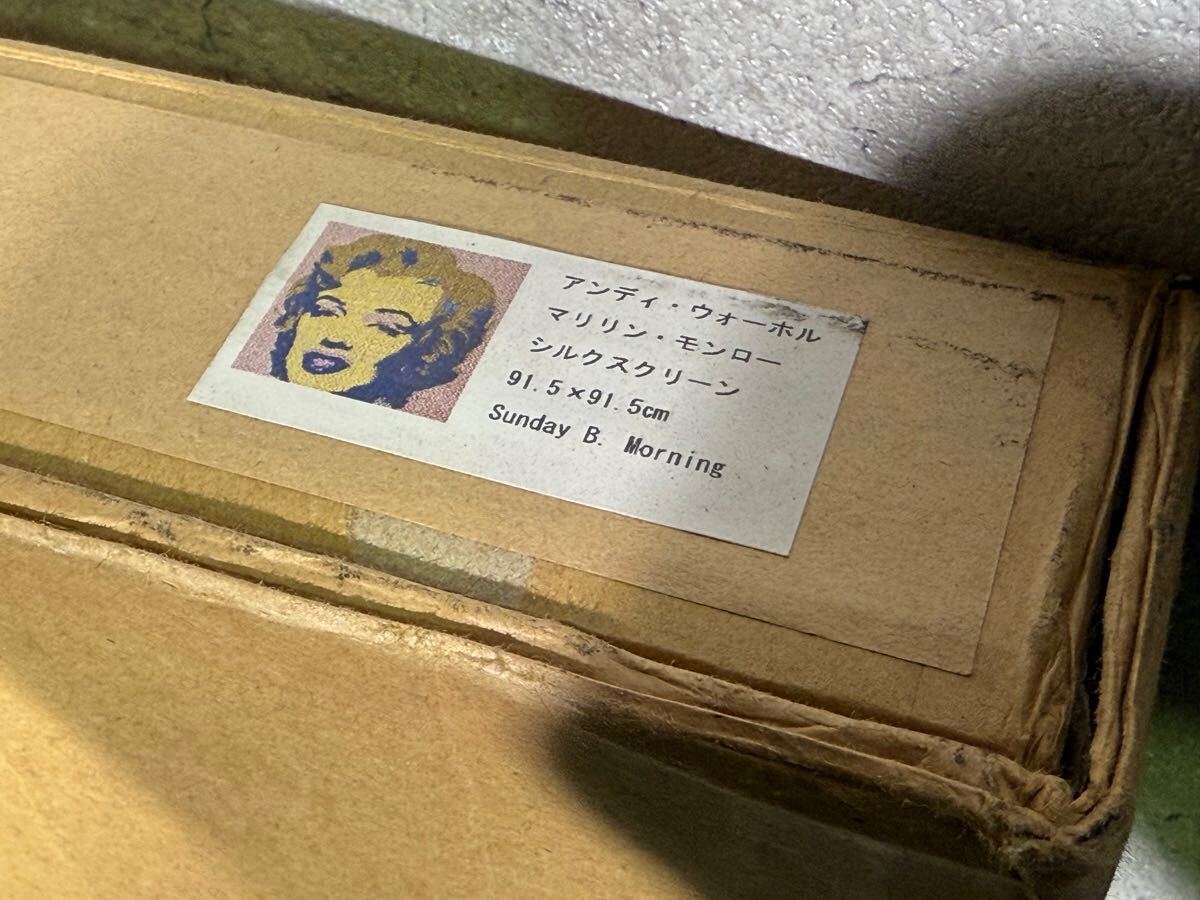 アンディ・ウォーホル
マリリン・モンロー
シルクスクリーン
91.5×91.5cm
Sunday B. Morning